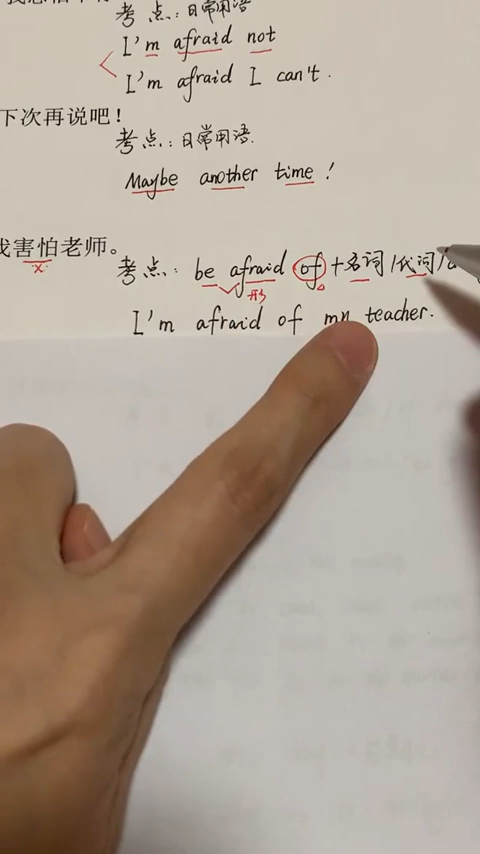 考点：日常用语
I'm afraid not
I'm afraid I can't.
下次再说吧！
考点：日常用语.
Maybe another time!
我害怕老师。
考点：be afraid of +名词/代词/
形
I'm afraid of my teacher.